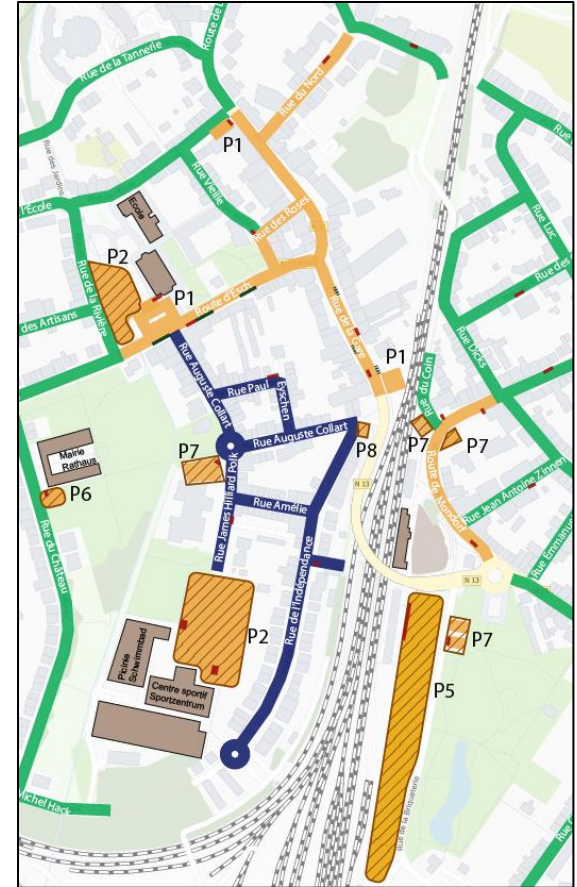 Route de
Rue de la Tannerie
Rue du Nord
P1
Rue des Jardins
Rue Vieille
Rue
Ecole
l'École
Rue des Roses
Rue Luc
P2
Rue de la Rivière
P1
Route d'Esch
Rue des
des Artisans
Rue de la Gare
Rue Dicks
Rue Auguste Collart
P1
Rue Paul
Eyschen
Rue du Coin
Rue Auguste Collart
P8
P7
P7
Mairie
Rathaus
P7
Route de Mondorf
Rue Jean Antoine Zinnen
P6
N 13
Rue James Hilliard Polk
Rue Amélie
Rue Emmanuel
Rue du Château
Rue de l'Indépendance
N 13
P2
P7
Picinie
Schwimmbad
P5
Centre sportif
Sportzentrum
Michel Hack
Rue de la Briqueterie
Rue